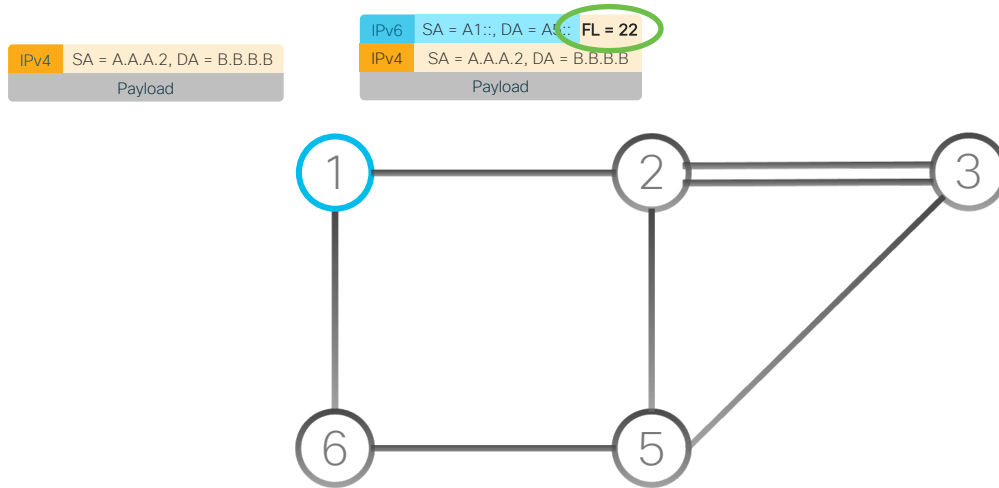 IPv4 SA = A.A.A.2, DA = B.B.B.B
Payload
IPv6 SA = A1::, DA = A5:: FL = 22
IPv4 SA = A.A.A.2, DA = B.B.B.B
Payload
1 2 3
6 5